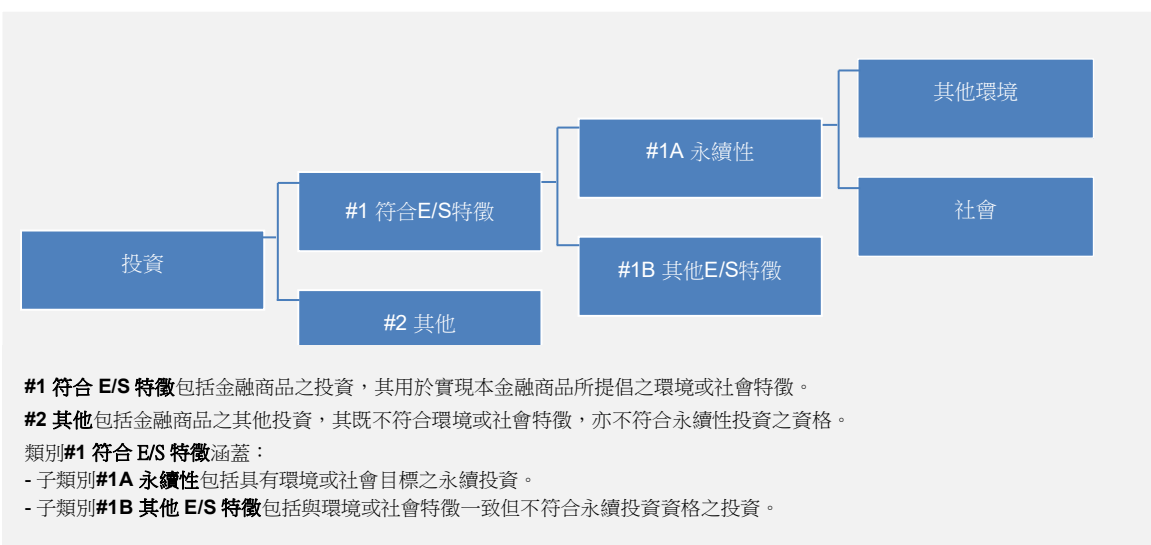 其他環境
#1A 永續性
#1 符合E/S特徵
社會
投資
#1B 其他E/S特徵
#2 其他
#1 符合 E/S 特徵包括金融商品之投資，其用於實現本金融商品所提倡之環境或社會特徵。
#2 其他包括金融商品之其他投資，其既不符合環境或社會特徵，亦不符合永續性投資之資格。
類別#1 符合 E/S 特徵涵蓋：
- 子類別#1A 永續性包括具有環境或社會目標之永續投資。
- 子類別#1B 其他 E/S 特徵包括與環境或社會特徵一致但不符合永續投資資格之投資。